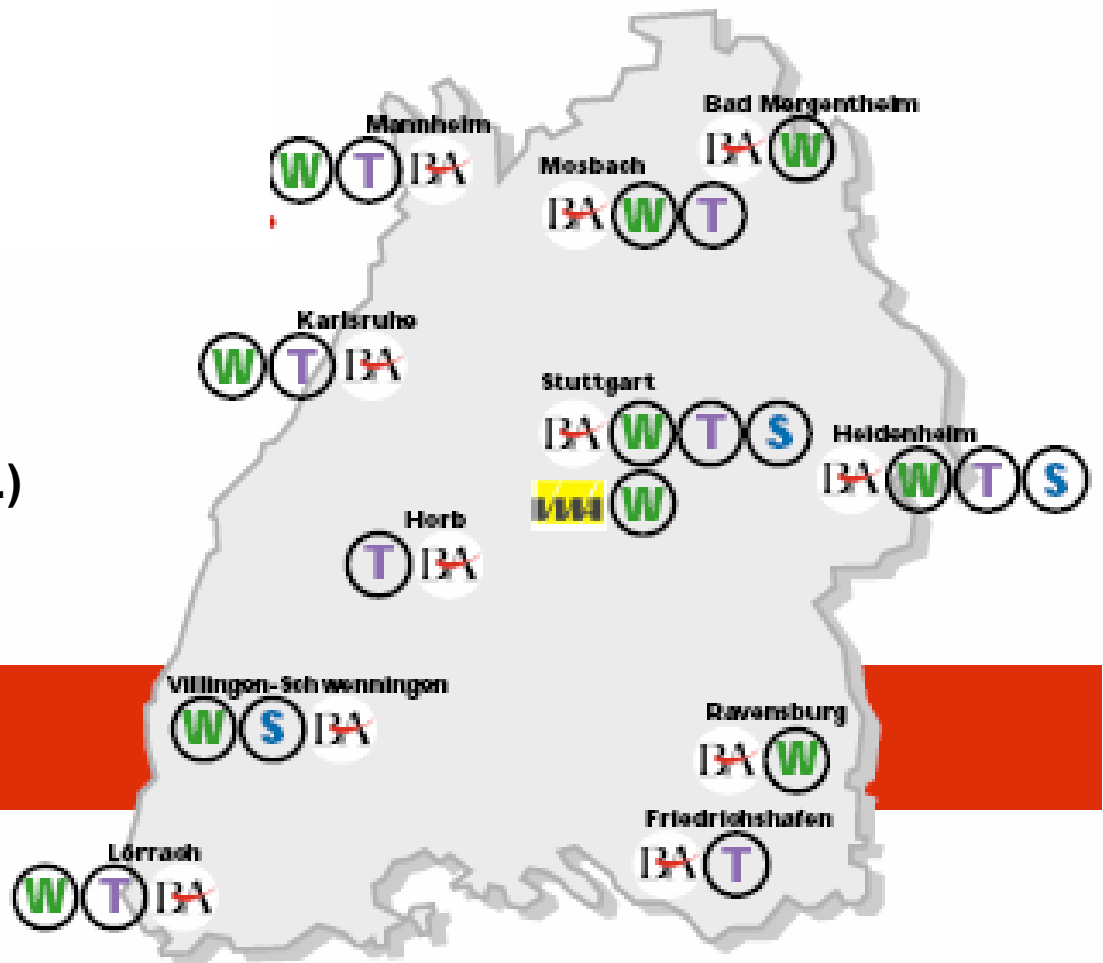 Bad Mergentheim
BA W
Mannheim
W T BA
Mosbach
BA W T
Karlsruhe
W T BA
Stuttgart
BA W T S
Heidenheim
BA W T S
.)
VWA W
Horb
T BA
Villingen-Schwenningen
W S BA
Ravensburg
BA W
Friedrichshafen
BA T
Lörrach
W T BA